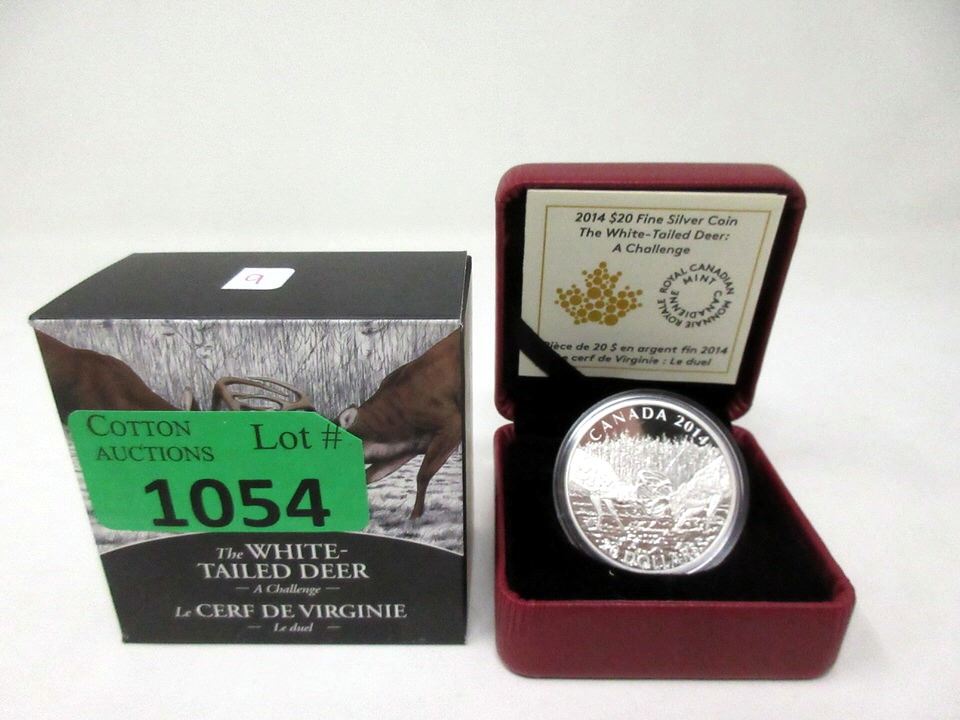 9
COTTON
AUCTIONS
Lot #
1054
The WHITE-
TAILED DEER
— A Challenge —
Le CERF DE VIRGINIE
— Le duel —
2014 $20 Fine Silver Coin
The White-Tailed Deer:
A Challenge
ROYAL CANADIAN MINT
MONNAIE ROYALE CANADIENNE
Pièce de 20 $ en argent fin 2014
cerf de Virginie : Le duel
CANADA 2014
DOLLARS